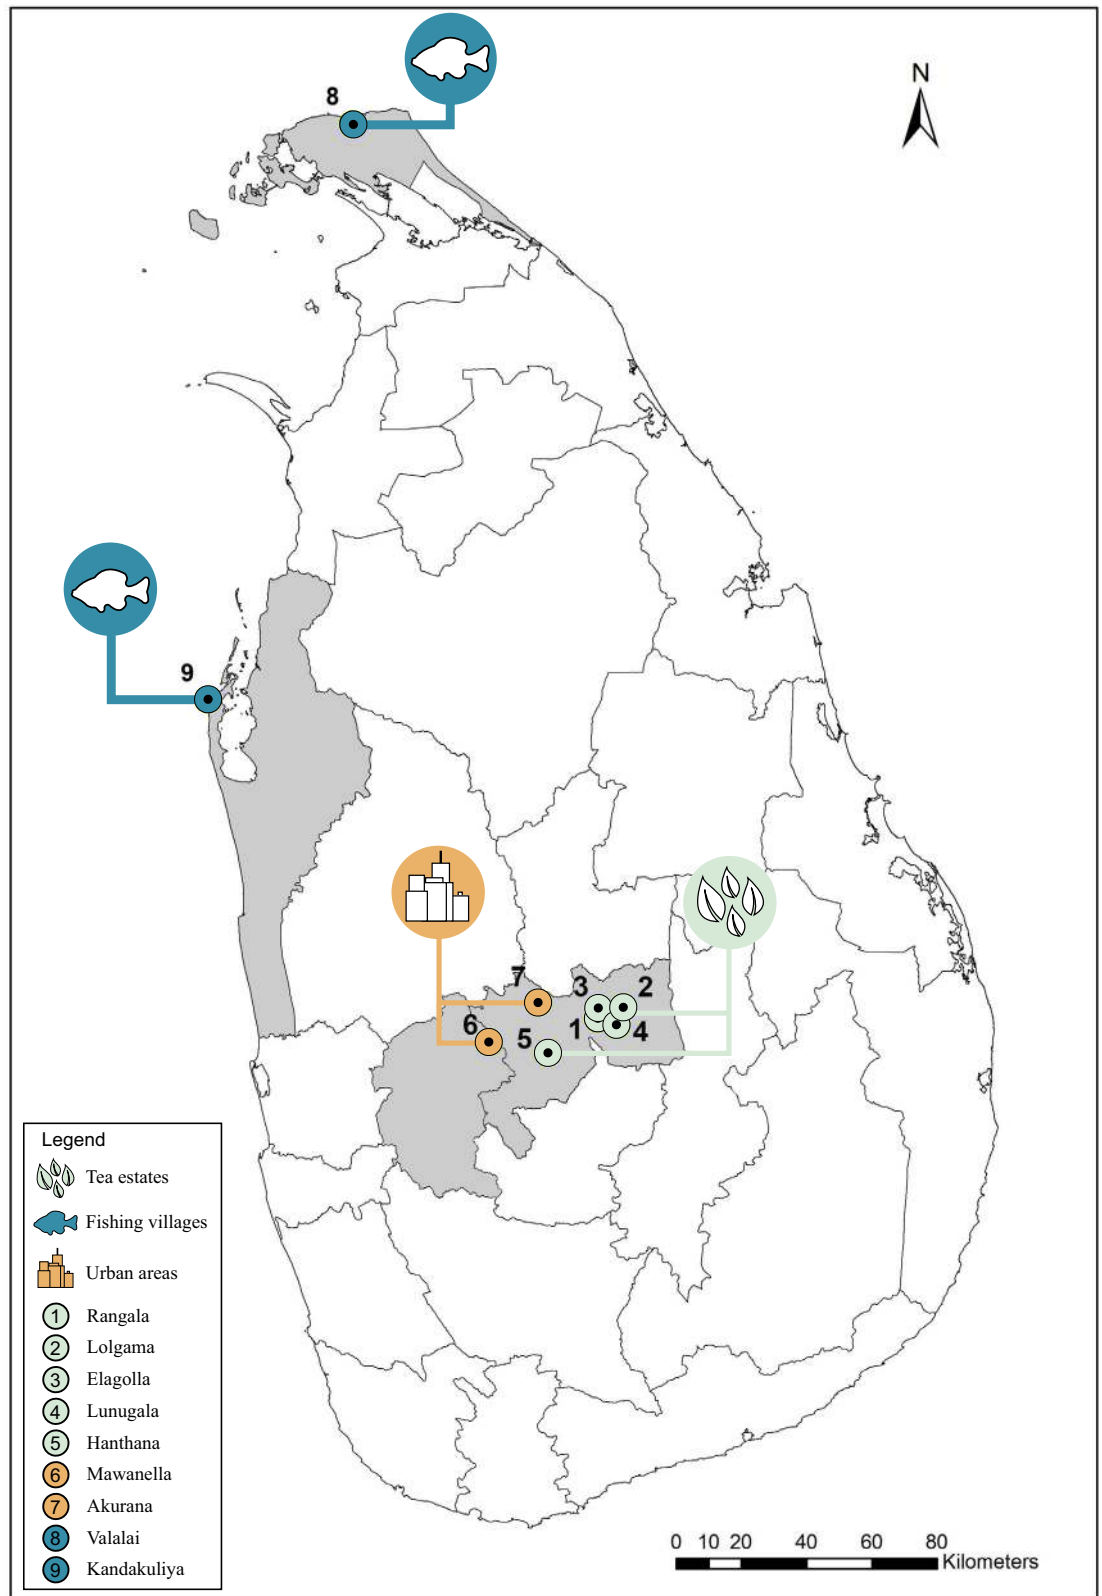 N
8
9
7
3
2
6
5
1
4
Legend
Tea estates
Fishing villages
Urban areas
1 Rangala
2 Lolgama
3 Elagolla
4 Lunugala
5 Hanthana
6 Mawanella
7 Akurana
8 Valalai
9 Kandakuliya
0 10 20 40 60 80
Kilometers